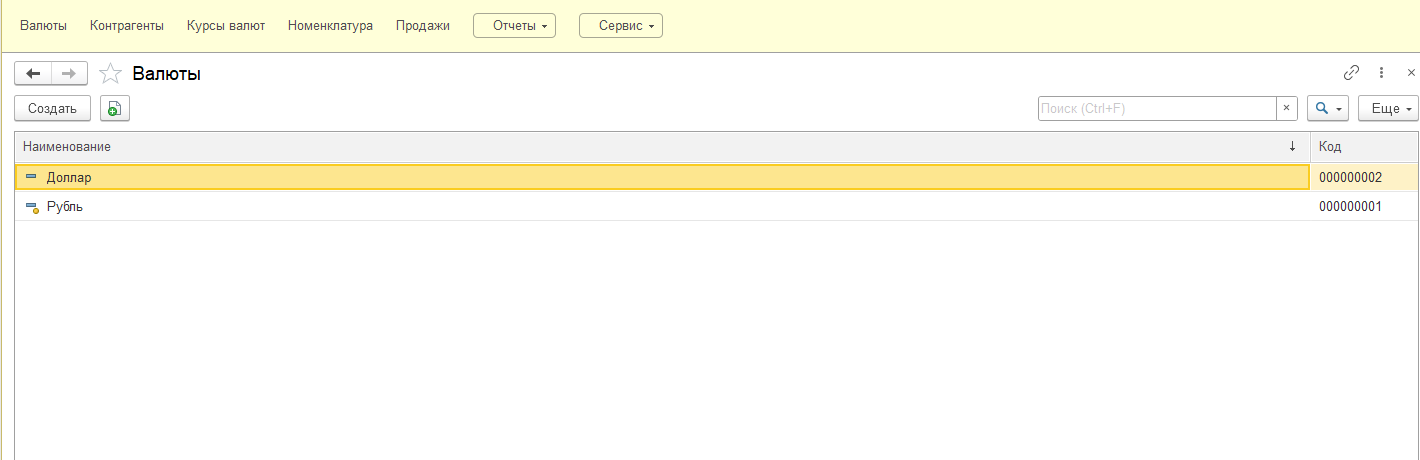 Валюты Контрагенты Курсы валют Номенклатура Продажи Отчеты Сервис
Валюты
Создать Поиск (Ctrl+F) × Еще
Наименование ↓ Код
Доллар 000000002
Рубль 000000001